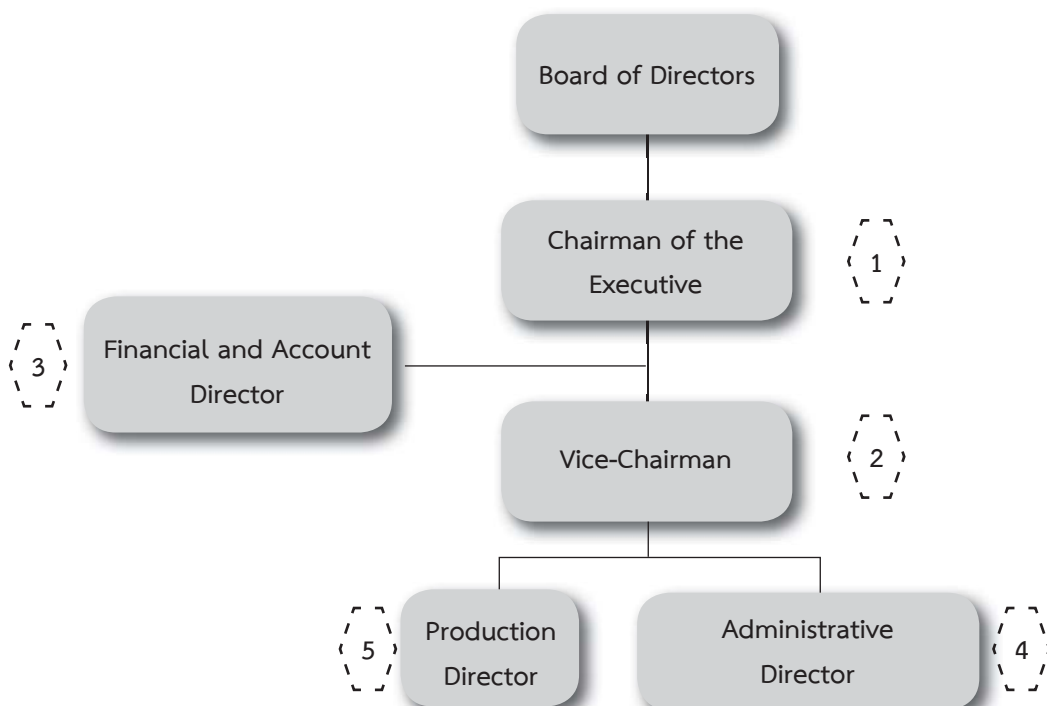 Board of Directors
Chairman of the
Executive
1
Financial and Account
Director
3
Vice-Chairman
2
Production
Director
5
Administrative
Director
4